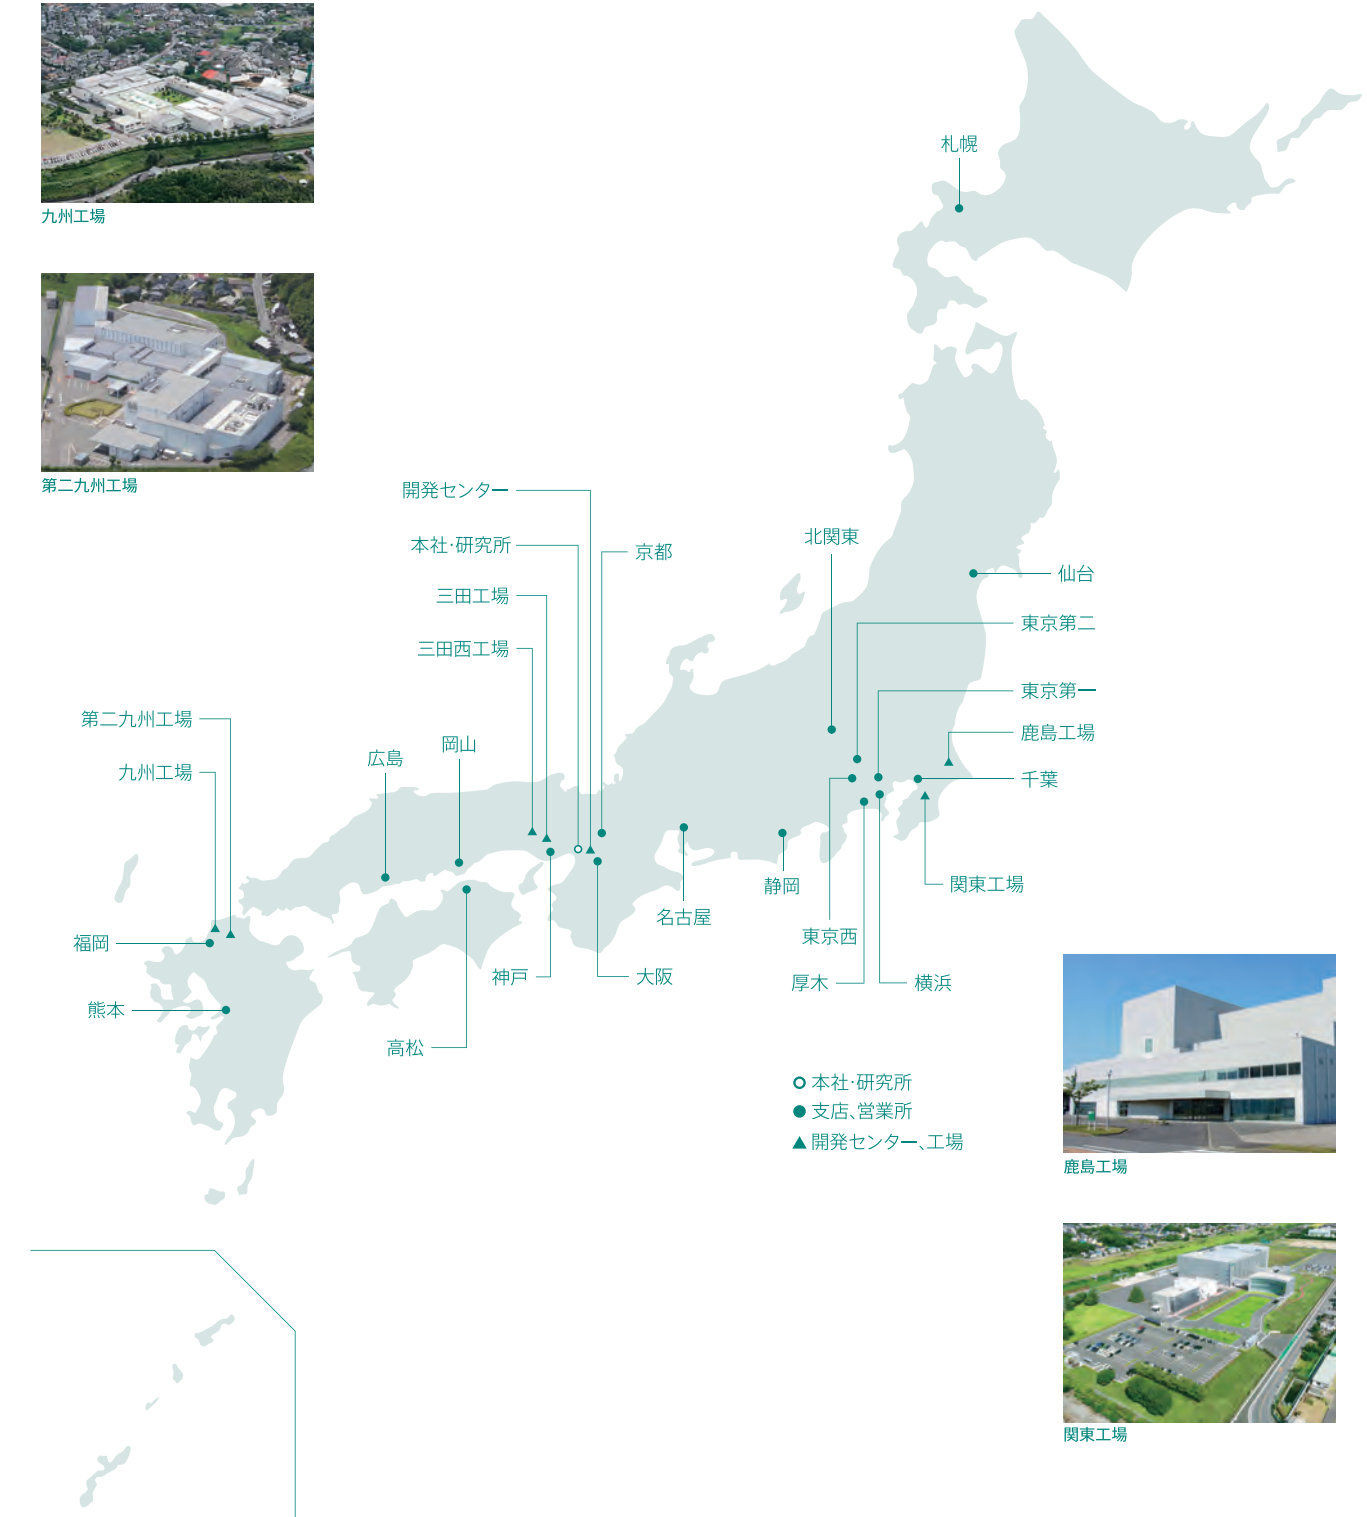 九州工場
札幌
第二九州工場
開発センター
本社・研究所
京都
北関東
仙台
三田工場
東京第二
三田西工場
東京第一
第二九州工場
鹿島工場
岡山
広島
九州工場
千葉
静岡
関東工場
名古屋
東京西
福岡
神戸
大阪
厚木
横浜
熊本
高松
本社・研究所
支店、営業所
開発センター、工場
鹿島工場
関東工場